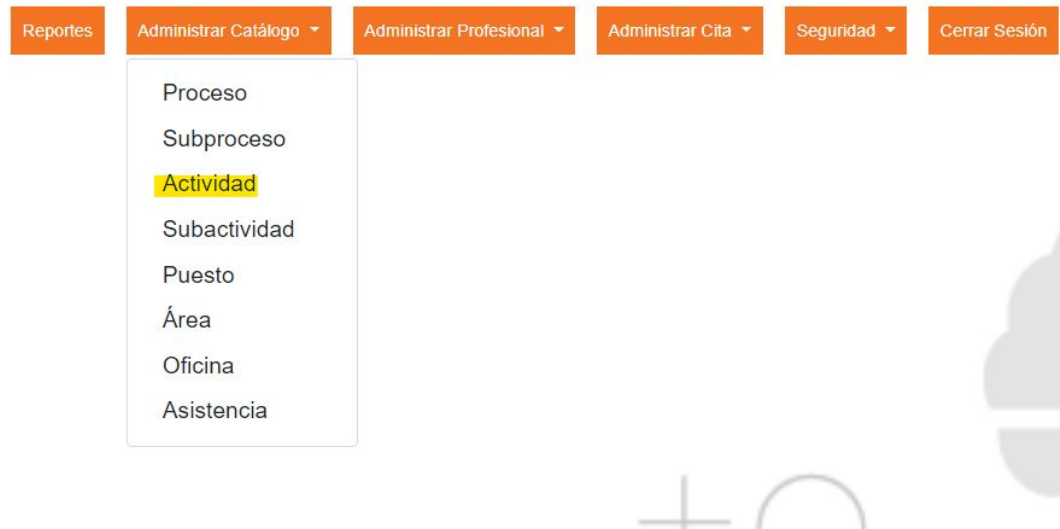 Reportes Administrar Catálogo Administrar Profesional Administrar Cita Seguridad Cerrar Sesión
Proceso
Subproceso
Actividad
Subactividad
Puesto
Área
Oficina
Asistencia